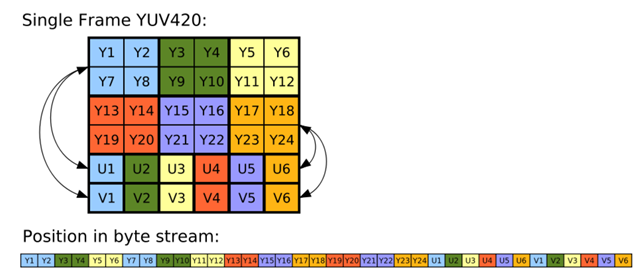 Single Frame YUV420:
Y1 Y2 Y3 Y4 Y5 Y6
Y7 Y8 Y9 Y10 Y11 Y12
Y13 Y14 Y15 Y16 Y17 Y18
Y19 Y20 Y21 Y22 Y23 Y24
U1 U2 U3 U4 U5 U6
V1 V2 V3 V4 V5 V6
Position in byte stream:
Y1 Y2 Y3 Y4 Y5 Y6 Y7 Y8 Y9 Y10 Y11 Y12 Y13 Y14 Y15 Y16 Y17 Y18 Y19 Y20 Y21 Y22 Y23 Y24 U1 U2 U3 U4 U5 U6 V1 V2 V3 V4 V5 V6